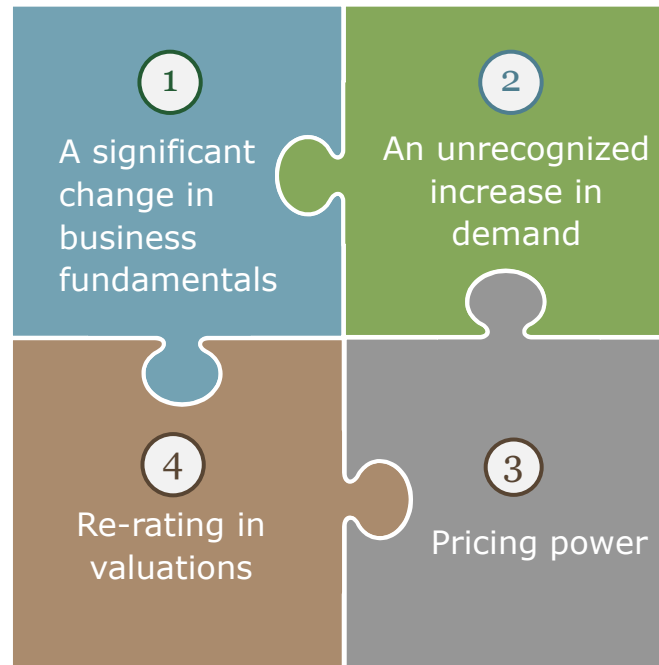 1
A significant
change in
business
fundamentals
2
An unrecognized
increase in
demand
3
Pricing power
4
Re-rating in
valuations